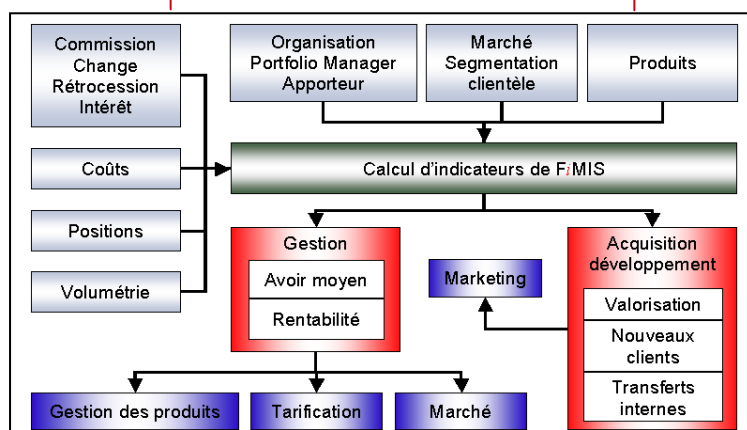 Commission
Change
Rétrocession
Intérêt
Organisation
Portfolio Manager
Apporteur
Marché
Segmentation
clientèle
Produits
Coûts
Calcul d'indicateurs de FiMIS
Positions
Volumétrie
Gestion
Avoir moyen
Rentabilité
Marketing
Acquisition
développement
Valorisation
Nouveaux
clients
Transferts
internes
Gestion des produits
Tarification
Marché